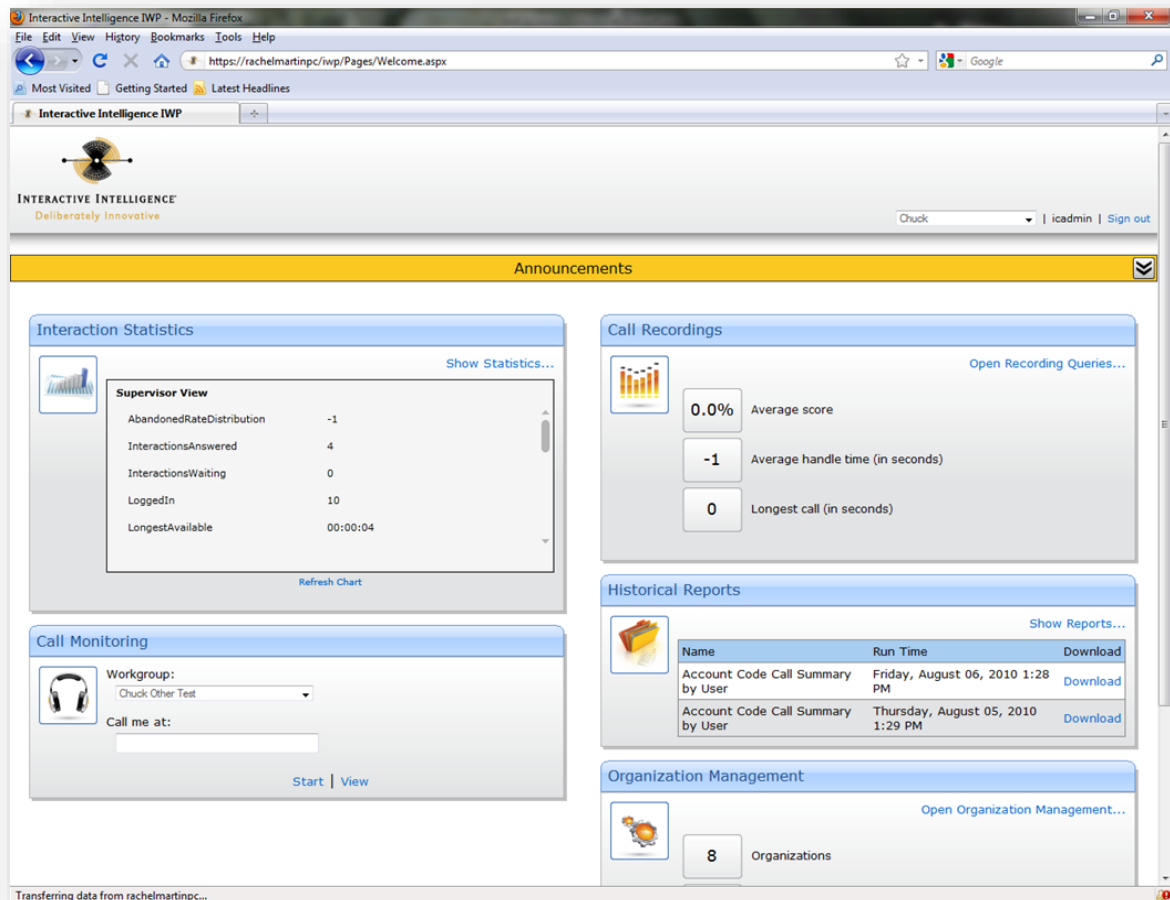 Interactive Intelligence IWP - Mozilla Firefox
File Edit View History Bookmarks Tools Help
https://rachelmartinpc/iwp/Pages/Welcome.aspx
Google
Most Visited Getting Started Latest Headlines
Interactive Intelligence IWP
INTERACTIVE INTELLIGENCE
Deliberately Innovative
Chuck | icadmin | Sign out
Announcements
Interaction Statistics
Show Statistics...
Supervisor View
AbandonedRateDistribution -1
InteractionsAnswered 4
InteractionsWaiting 0
LoggedIn 10
LongestAvailable 00:00:04
Refresh Chart
Call Monitoring
Workgroup:
Chuck Other Test
Call me at:
Start | View
Call Recordings
Open Recording Queries...
0.0% Average score
-1 Average handle time (in seconds)
0 Longest call (in seconds)
Historical Reports
Show Reports...
Name Run Time Download
Account Code Call Summary by User Friday, August 06, 2010 1:28 PM Download
Account Code Call Summary by User Thursday, August 05, 2010 1:29 PM Download
Organization Management
Open Organization Management...
8 Organizations
Transferring data from rachelmartinpc...